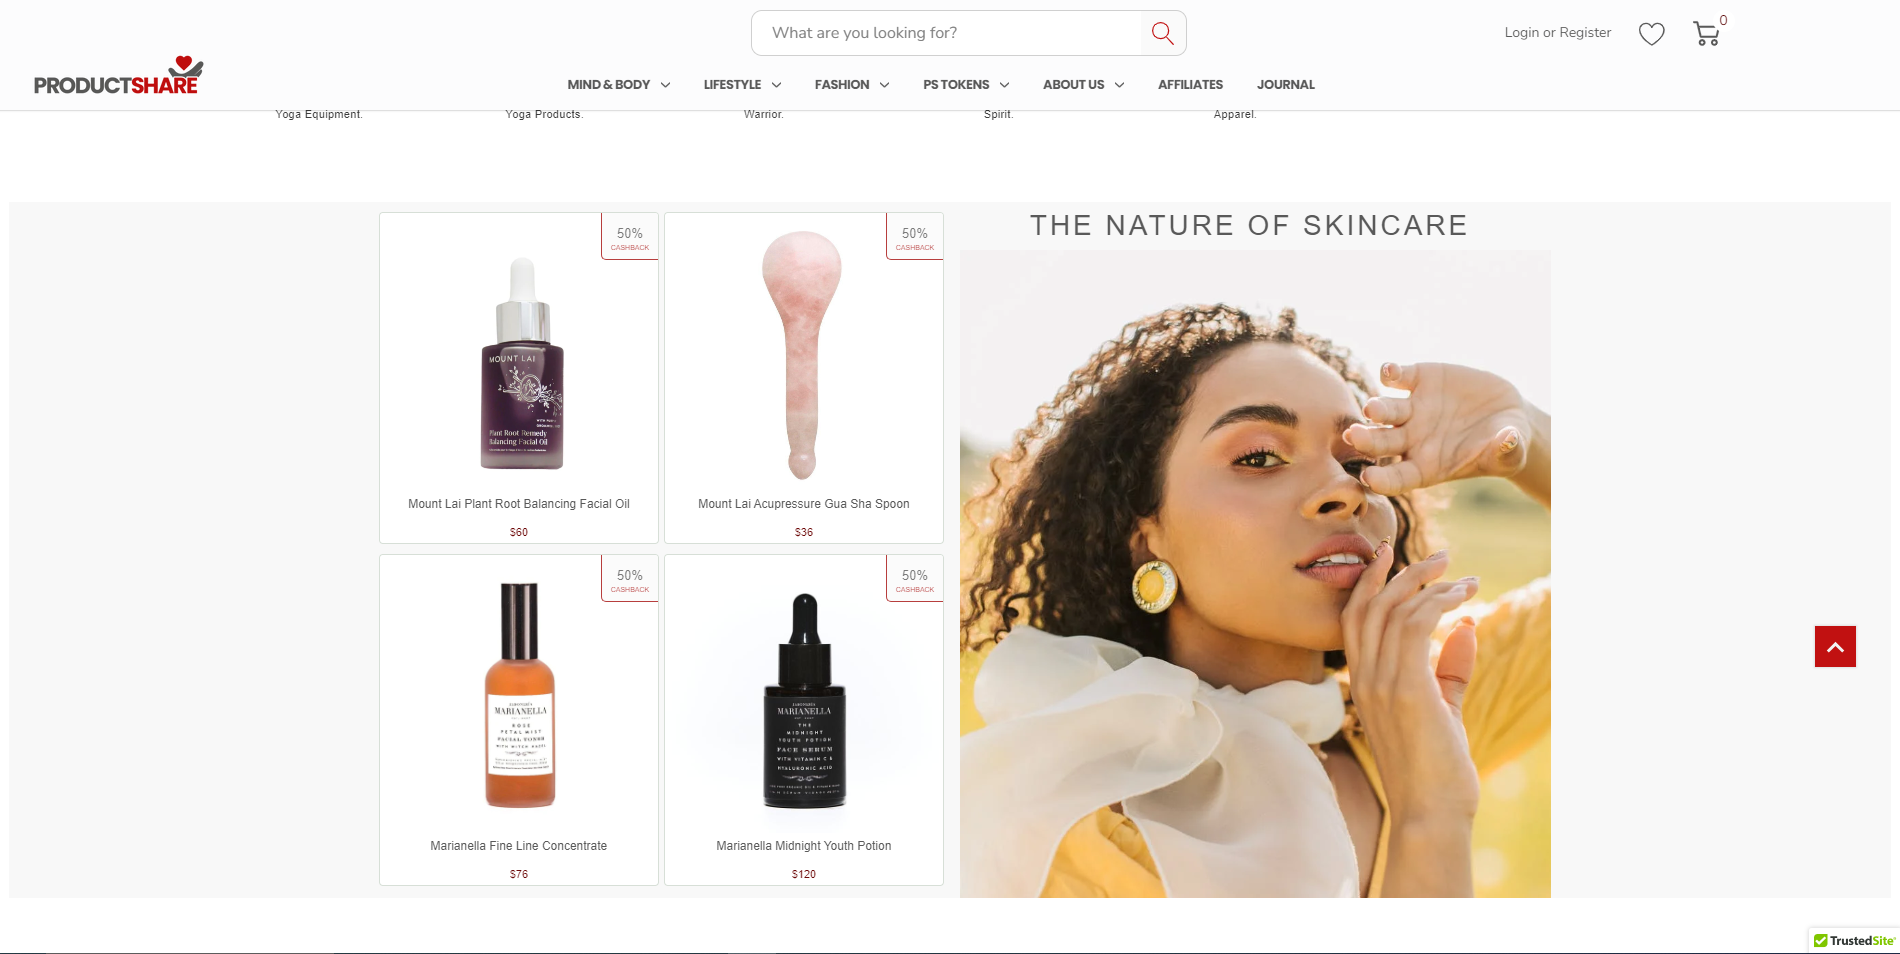 What are you looking for?
Login or Register
0
PRODUCTSHARE
MIND & BODY
LIFESTYLE
FASHION
PS TOKENS
ABOUT US
AFFILIATES
JOURNAL
Yoga Equipment.
Yoga Products.
Warrior.
Spirit.
Apparel.
THE NATURE OF SKINCARE
50%
CASHBACK
MOUNT LAI
Plant Root Remedy
Balancing Facial Oil
Mount Lai Plant Root Balancing Facial Oil
$60
50%
CASHBACK
Mount Lai Acupressure Gua Sha Spoon
$36
50%
CASHBACK
MARIANELLA
ROSE
PETAL MIST
FACIAL TONER
WITH WITCH HAZEL
Marianella Fine Line Concentrate
$76
50%
CASHBACK
MARIANELLA
THE
MIDNIGHT
YOUTH POTION
FACE SERUM
WITH VITAMIN C &
HYALURONIC ACID
Marianella Midnight Youth Potion
$120
TrustedSite